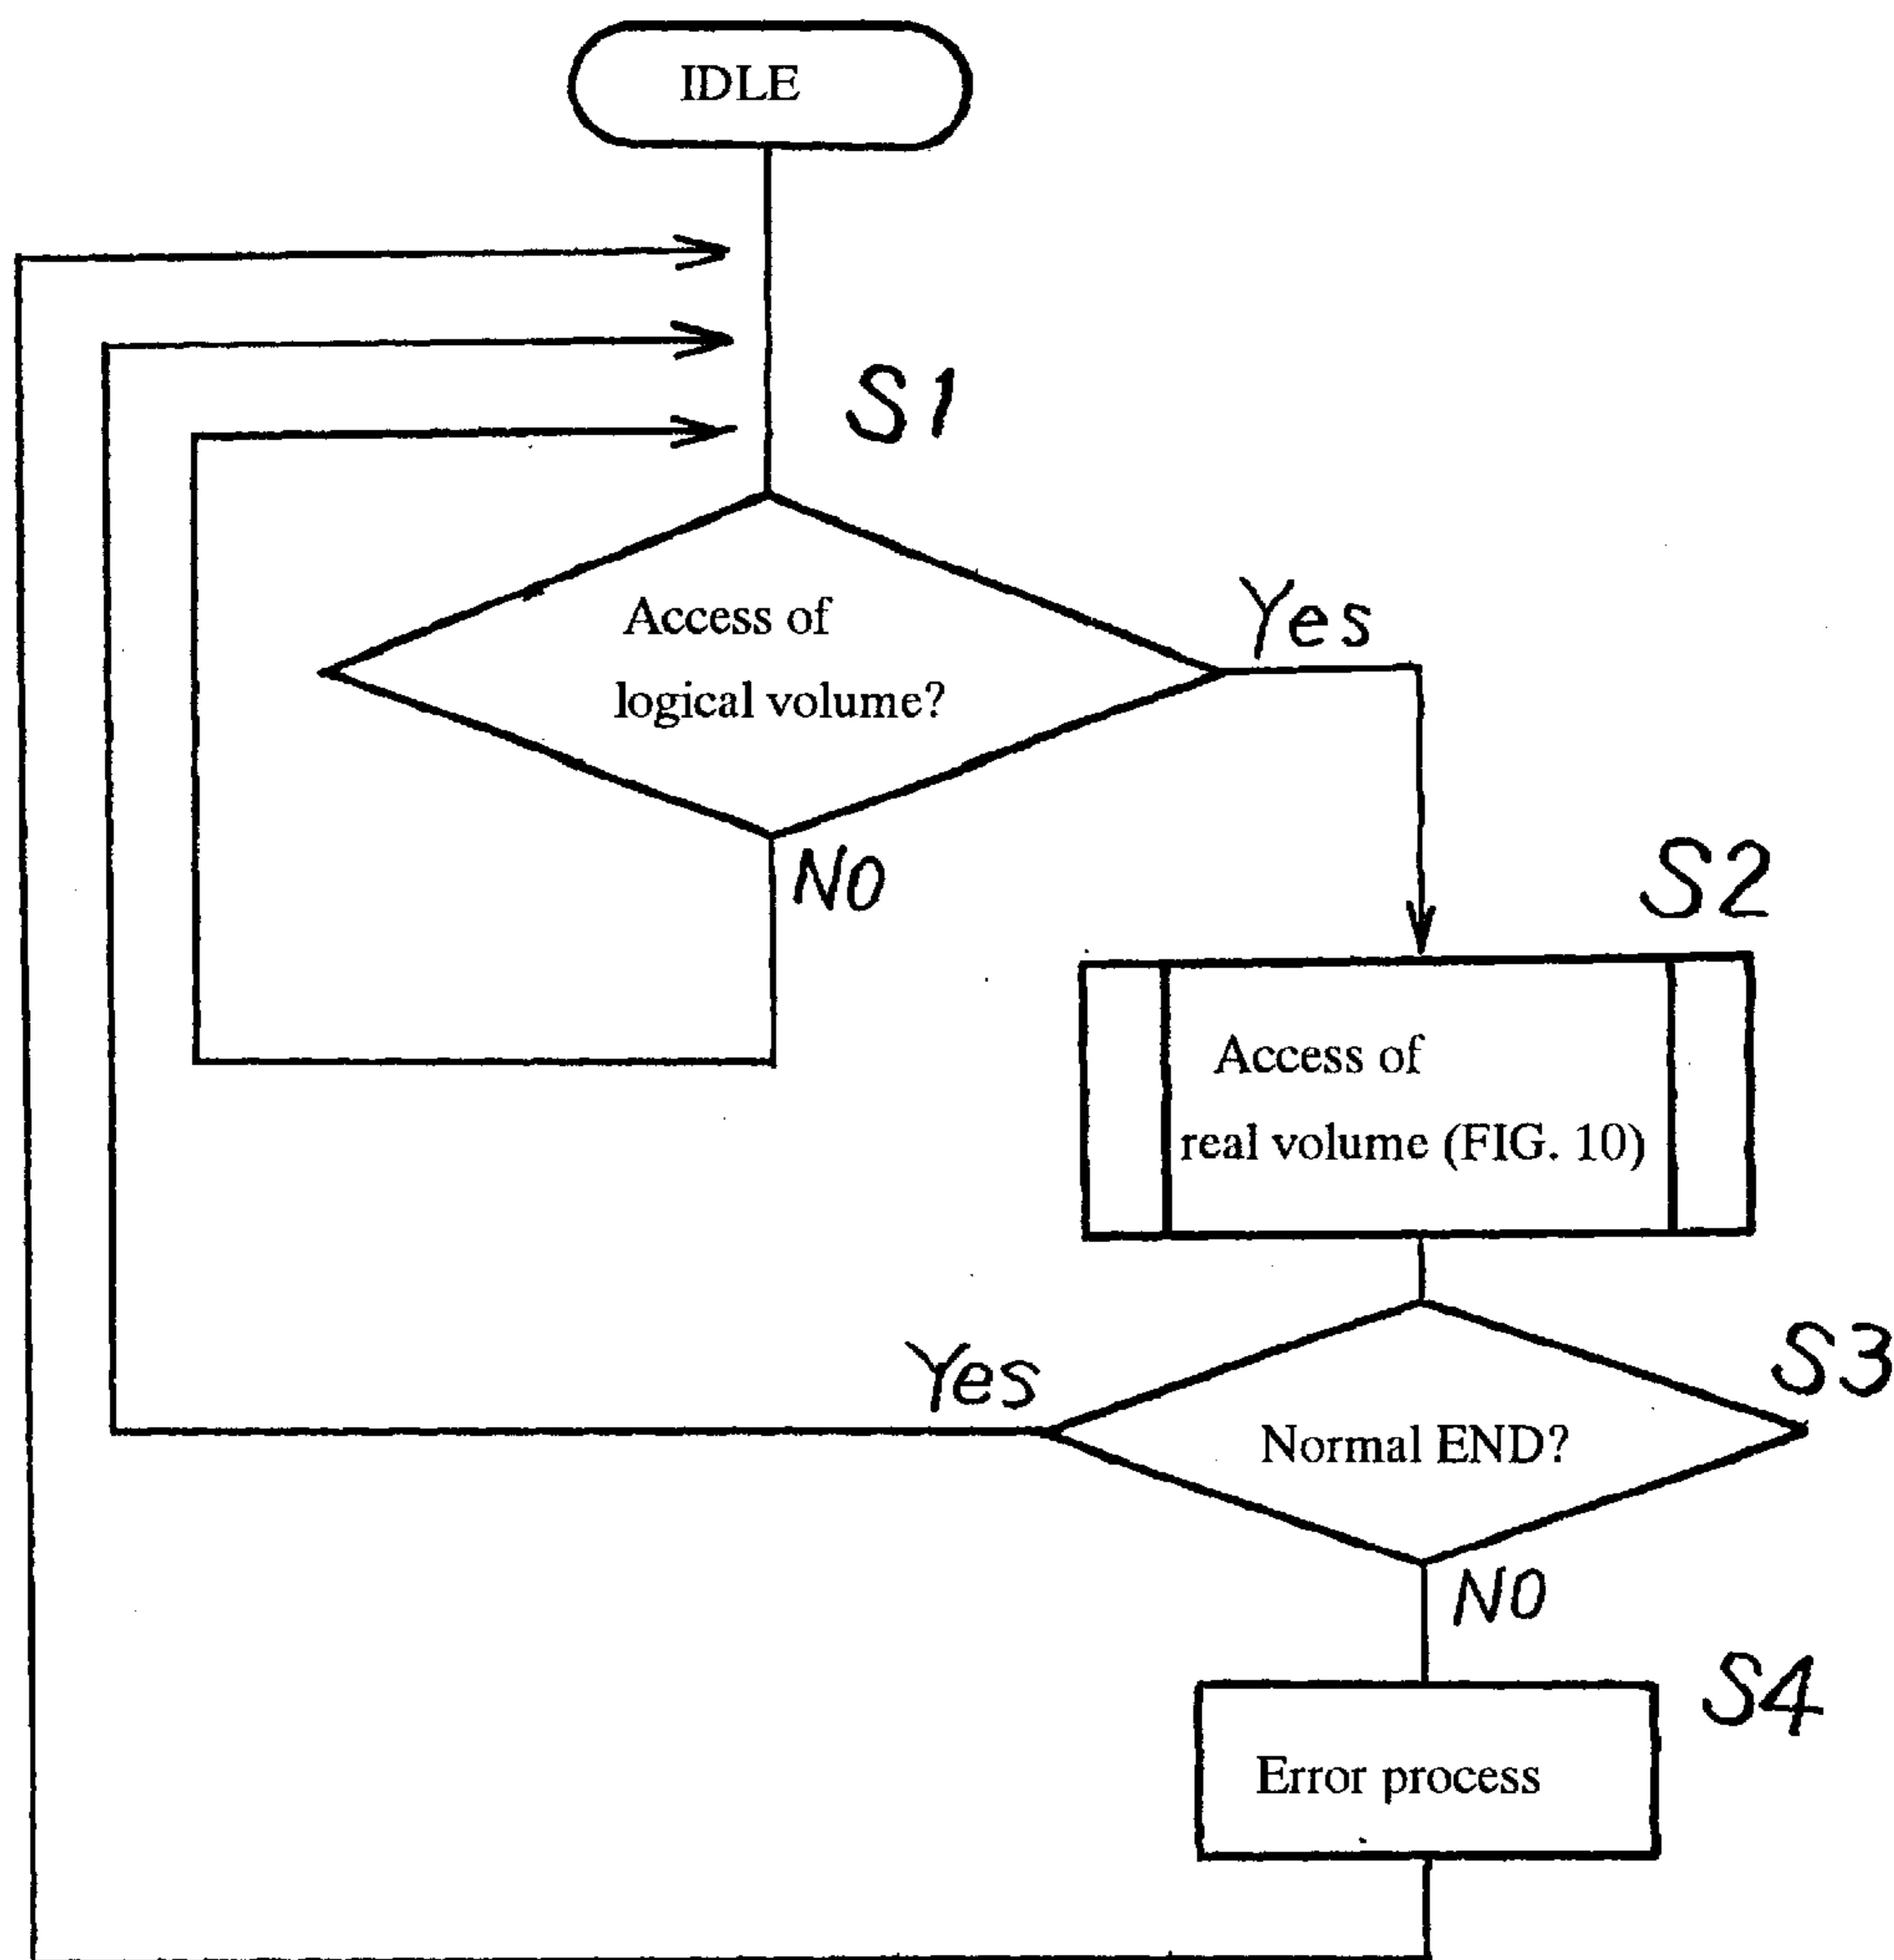 IDLE
S1
Access of
logical volume?
Yes
NO
S2
Access of
real volume (FIG. 10)
S3
Yes
Normal END?
NO
S4
Error process